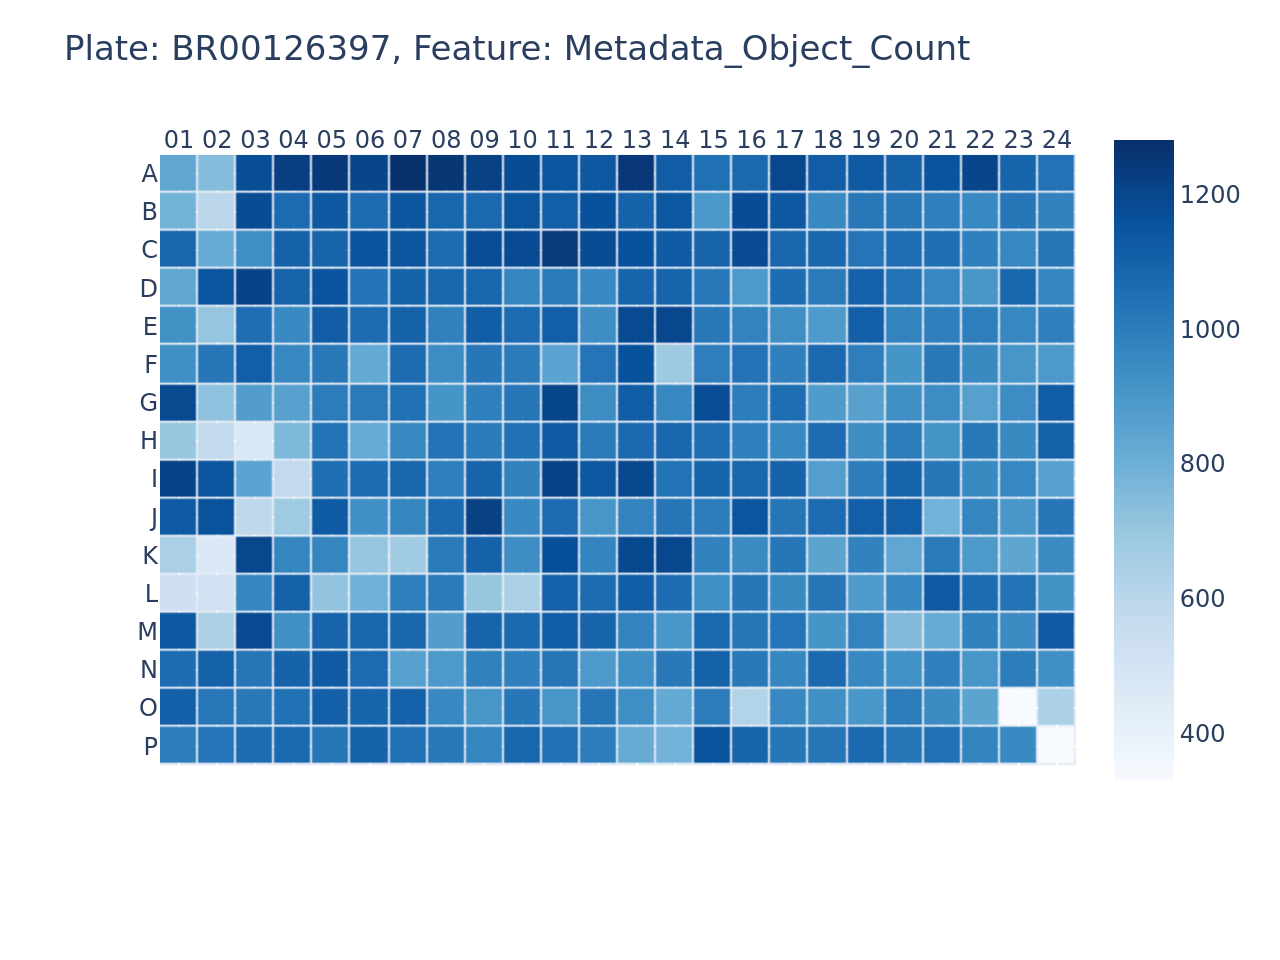 Plate: BR00126397, Feature: Metadata_Object_Count
01 02 03 04 05 06 07 08 09 10 11 12 13 14 15 16 17 18 19 20 21 22 23 24
A
B
C
D
E
F
G
H
I
J
K
L
M
N
O
P
1200
1000
800
600
400